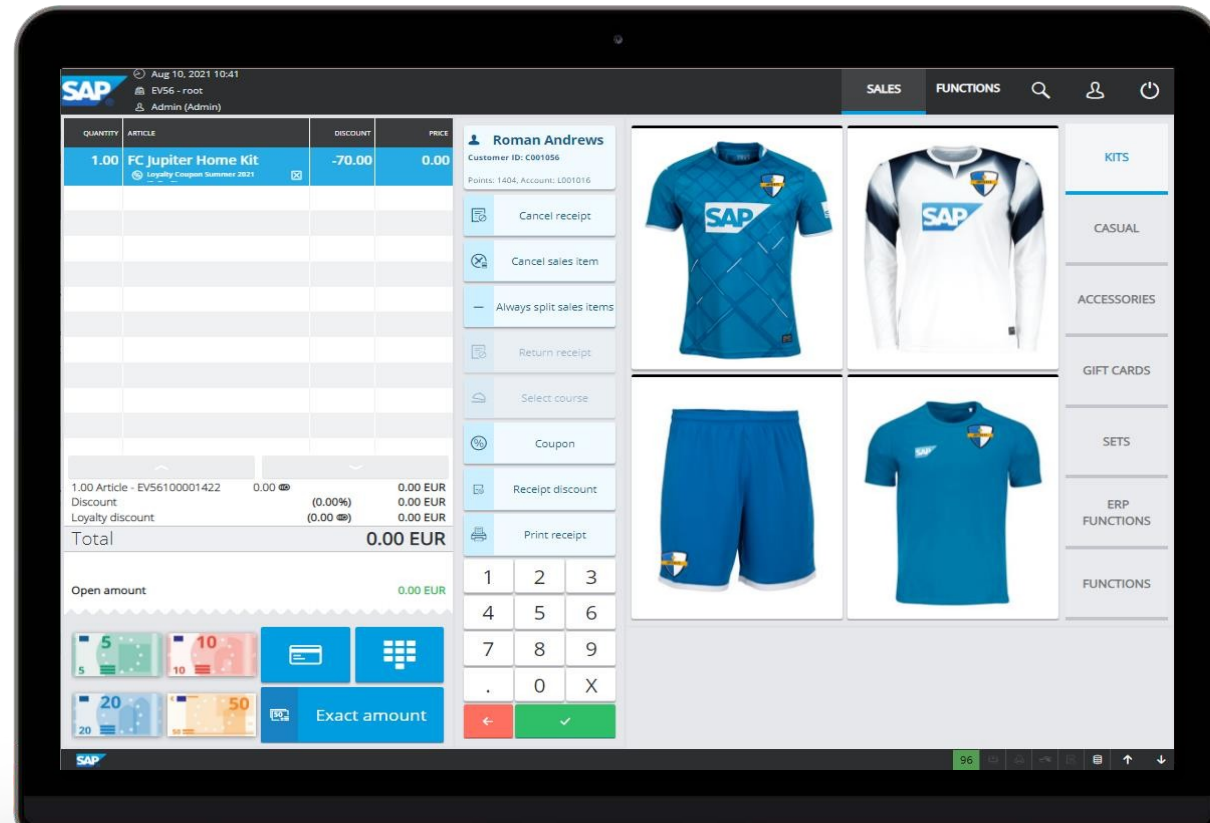 SAP
Aug 10, 2021 10:41
EV56 - root
Admin (Admin)
SALES
FUNCTIONS
QUANTITY ARTICLE DISCOUNT PRICE
1.00 FC Jupiter Home Kit -70.00 0.00
Loyalty Coupon Summer 2021
1.00 Article - EV56100001422 0.00 0.00 EUR
Discount (0.00%) 0.00 EUR
Loyalty discount (0.00 ) 0.00 EUR
Total 0.00 EUR
Open amount 0.00 EUR
5 10
5 10
20 50
20 50
Exact amount
Roman Andrews
Customer ID: C001056
Points: 1404, Account: L001016
Cancel receipt
Cancel sales item
Always split sales items
Return receipt
Select course
Coupon
Receipt discount
Print receipt
1 2 3
4 5 6
7 8 9
. 0 X
SAP
SAP
SAP
KITS
CASUAL
ACCESSORIES
GIFT CARDS
SETS
ERP
FUNCTIONS
FUNCTIONS
SAP
96